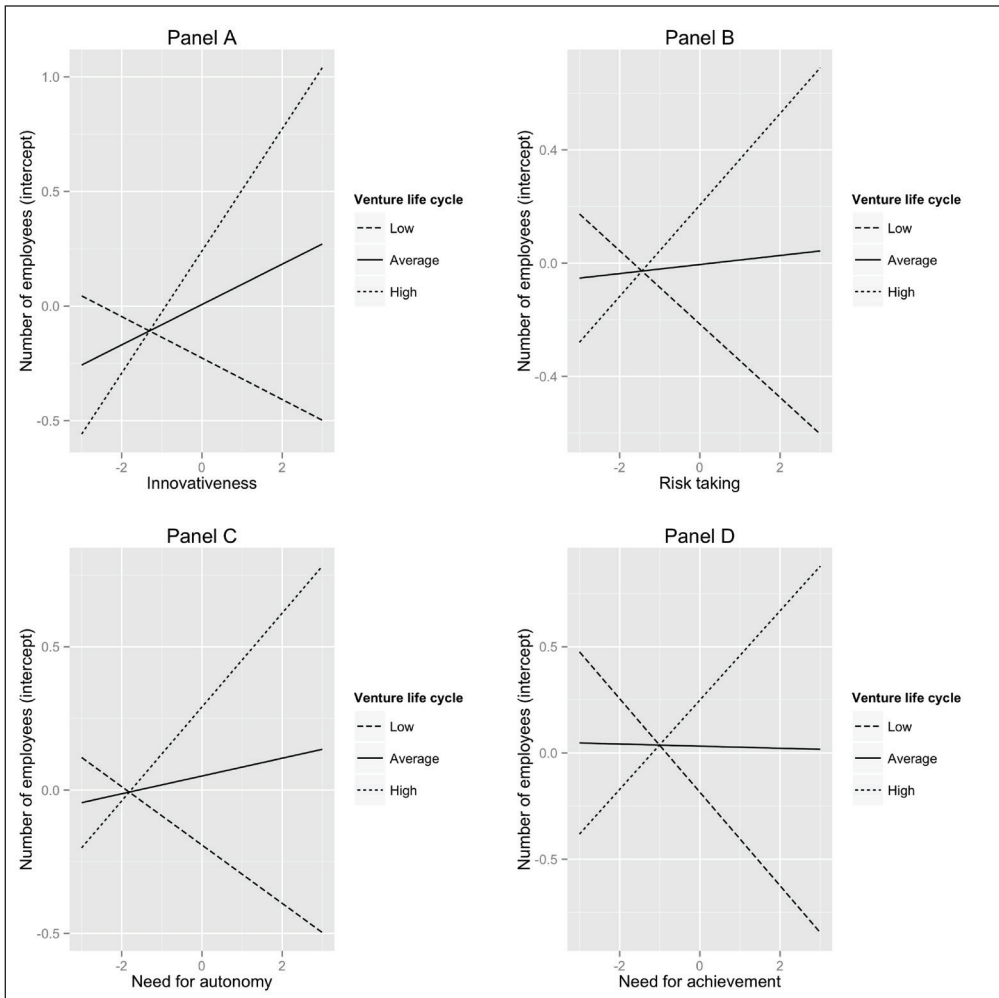 Panel A
Number of employees (intercept)
1.0
0.5
0.0
-0.5
-2 0 2
Innovativeness
Venture life cycle
Low
Average
High
Panel B
Number of employees (intercept)
0.4
0.0
-0.4
-2 0 2
Risk taking
Venture life cycle
Low
Average
High
Panel C
Number of employees (intercept)
0.5
0.0
-0.5
-2 0 2
Need for autonomy
Venture life cycle
Low
Average
High
Panel D
Number of employees (intercept)
0.5
0.0
-0.5
-2 0 2
Need for achievement
Venture life cycle
Low
Average
High